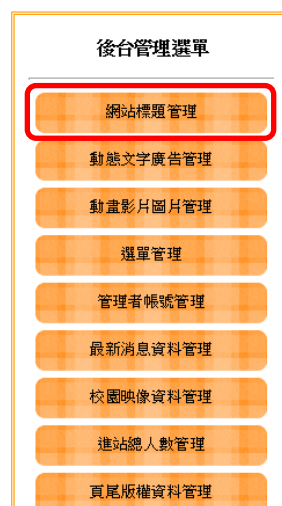 後台管理選單
網站標題管理
動態文字廣告管理
動畫影片圖片管理
選單管理
管理者帳號管理
最新消息資料管理
校園映像資料管理
進站總人數管理
頁尾版權資料管理